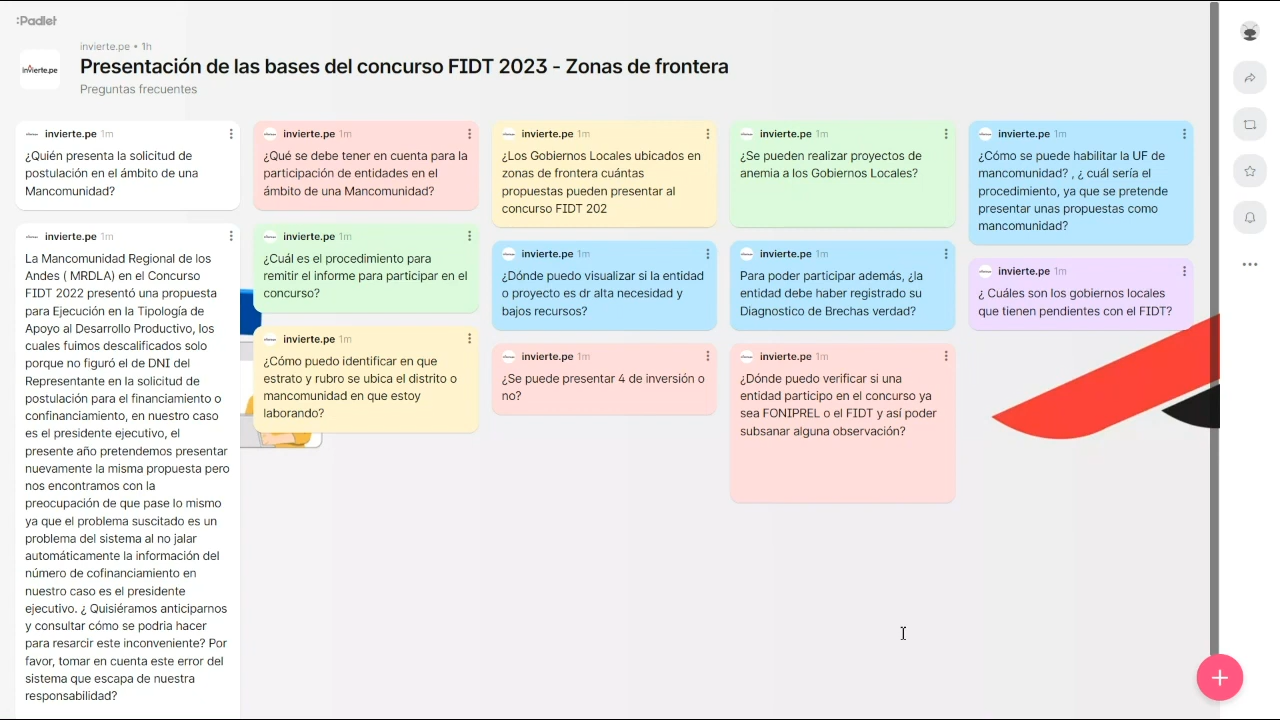 :Padlet
invierte.pe • 1h
invierte.pe
Presentación de las bases del concurso FIDT 2023 - Zonas de frontera
Preguntas frecuentes
invierte.pe 1m
¿Quién presenta la solicitud de
postulación en el ámbito de una
Mancomunidad?
invierte.pe 1m
La Mancomunidad Regional de los
Andes ( MRDLA) en el Concurso
FIDT 2022 presentó una propuesta
para Ejecución en la Tipología de
Apoyo al Desarrollo Productivo, los
cuales fuimos descalificados solo
porque no figuró el de DNI del
Representante en la solicitud de
postulación para el financiamiento o
confinanciamiento, en nuestro caso
es el presidente ejecutivo, el
presente año pretendemos presentar
nuevamente la misma propuesta pero
nos encontramos con la
preocupación de que pase lo mismo
ya que el problema suscitado es un
problema del sistema al no jalar
automáticamente la información del
número de cofinanciamiento en
nuestro caso es el presidente
ejecutivo. ¿ Quisiéramos anticiparnos
y consultar cómo se podria hacer
para resarcir este inconveniente? Por
favor, tomar en cuenta este error del
sistema que escapa de nuestra
responsabilidad?
invierte.pe 1m
¿Qué se debe tener en cuenta para la
participación de entidades en el
ámbito de una Mancomunidad?
invierte.pe 1m
¿Cuál es el procedimiento para
remitir el informe para participar en el
concurso?
invierte.pe 1m
¿Cómo puedo identificar en que
estrato y rubro se ubica el distrito o
mancomunidad en que estoy
laborando?
invierte.pe 1m
¿Los Gobiernos Locales ubicados en
zonas de frontera cuántas
propuestas pueden presentar al
concurso FIDT 202
invierte.pe 1m
¿Dónde puedo visualizar si la entidad
o proyecto es dr alta necesidad y
bajos recursos?
invierte.pe 1m
¿Se puede presentar 4 de inversión o
no?
invierte.pe 1m
¿Se pueden realizar proyectos de
anemia a los Gobiernos Locales?
invierte.pe 1m
Para poder participar además, ¿la
entidad debe haber registrado su
Diagnostico de Brechas verdad?
invierte.pe 1m
¿Dónde puedo verificar si una
entidad participo en el concurso ya
sea FONIPREL o el FIDT y así poder
subsanar alguna observación?
invierte.pe 1m
¿Cómo se puede habilitar la UF de
mancomunidad? , ¿ cuál sería el
procedimiento, ya que se pretende
presentar unas propuestas como
mancomunidad?
invierte.pe 1m
¿ Cuáles son los gobiernos locales
que tienen pendientes con el FIDT?